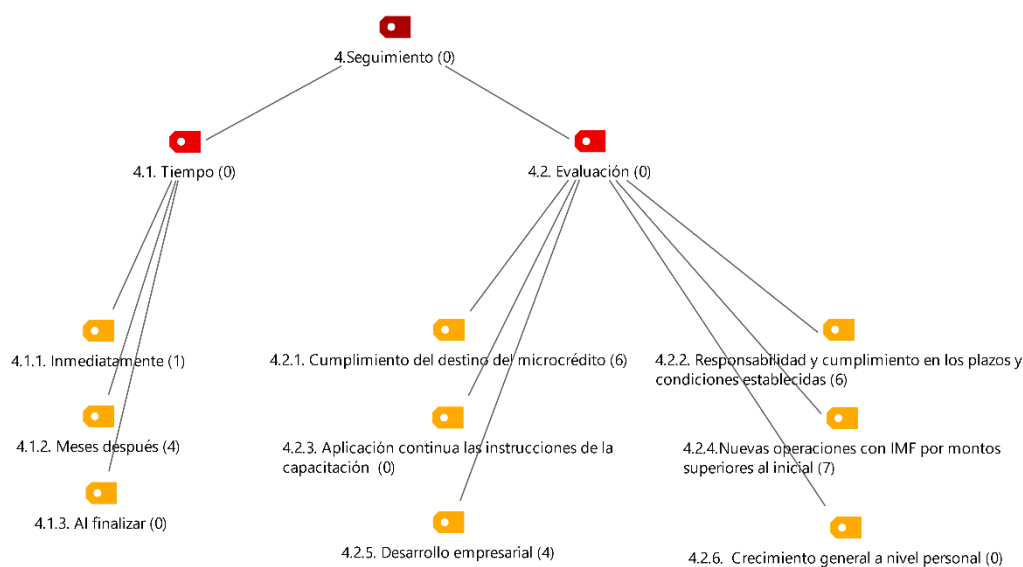 4.Seguimiento (0)
4.1. Tiempo (0)
4.2. Evaluación (0)
4.1.1. Inmediatamente (1)
4.2.1. Cumplimiento del destino del microcrédito (6)
4.2.2. Responsabilidad y cumplimiento en los plazos y
condiciones establecidas (6)
4.1.2. Meses después (4)
4.2.3. Aplicación continua las instrucciones de la
capacitación (0)
4.2.4.Nuevas operaciones con IMF por montos
superiores al inicial (7)
4.1.3. Al finalizar (0)
4.2.5. Desarrollo empresarial (4)
4.2.6. Crecimiento general a nivel personal (0)